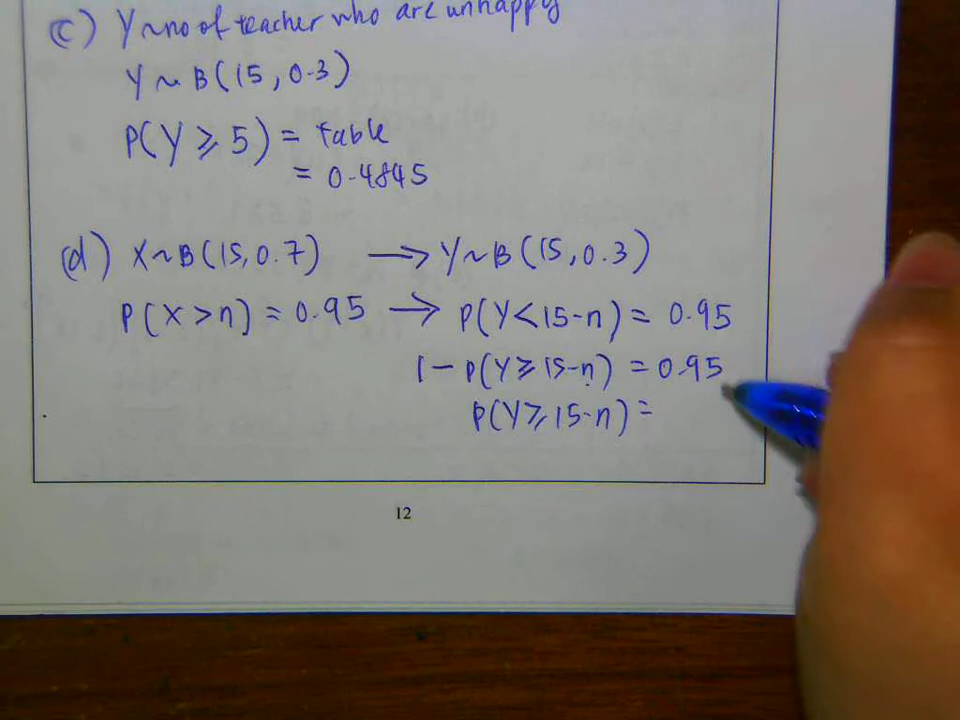 (c) Y~no of teacher who are unhappy
Y ~ B(15, 0.3)
P(Y ⩾ 5) = table
= 0.4845
(d) X~B(15, 0.7) → Y~B(15, 0.3)
P(X > n) = 0.95 → P(Y < 15-n) = 0.95
1 - P(Y ⩾ 15-n) = 0.95
P(Y ⩾ 15-n) =
12